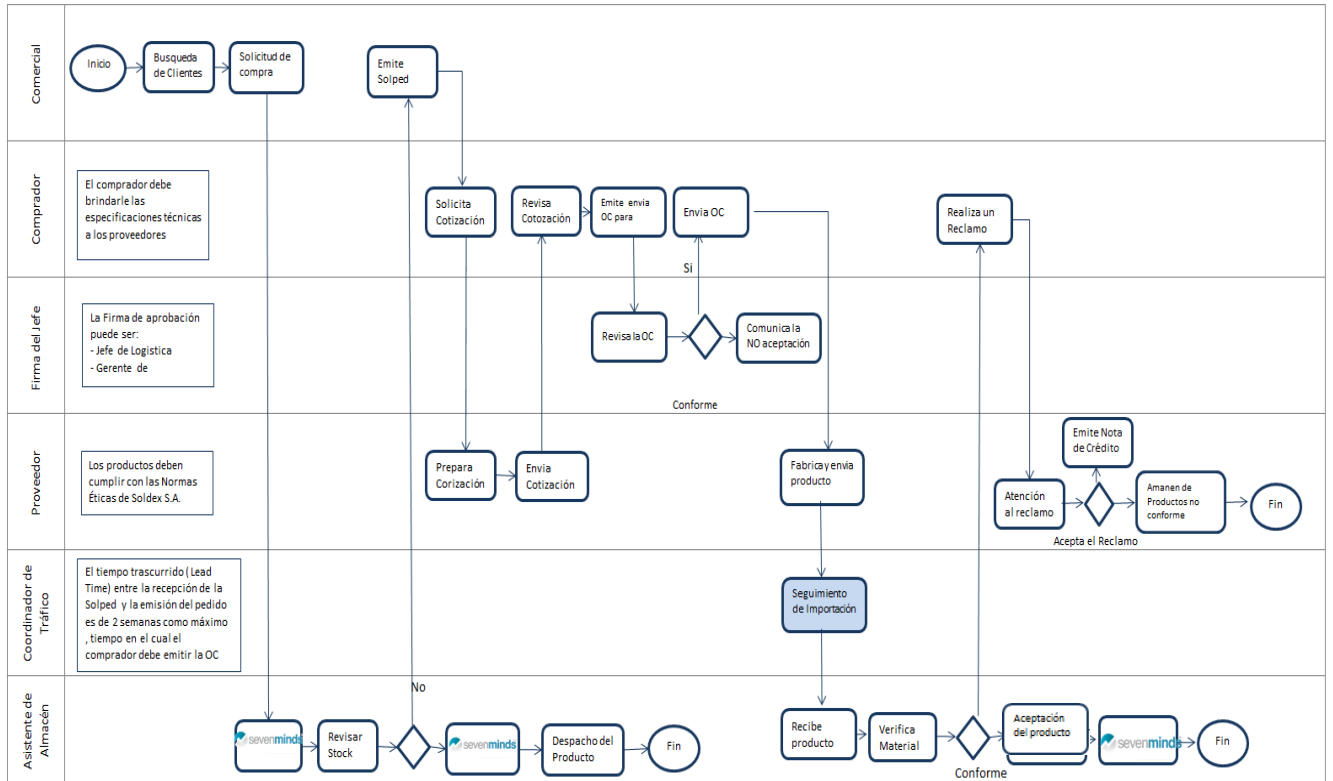 Comercial
Inicio
Busqueda
de Clientes
Solicitud de
compra
Emite
Solped
Comprador
El comprador debe
brindarle las
especificaciones técnicas
a los proveedores
Solicita
Cotización
Revisa
Cotozación
Emite envia
OC para
Envia OC
Realiza un
Reclamo
Si
Firma del Jefe
La Firma de aprobación
puede ser:
- Jefe de Logistica
- Gerente de
Revisa la OC
Comunica la
NO aceptación
Conforme
Proveedor
Los productos deben
cumplir con las Normas
Éticas de Soldex S.A.
Prepara
Corización
Envia
Cotización
Fabrica y envia
producto
Atención
al reclamo
Emite Nota
de Crédito
Amanen de
Productos no
conforme
Fin
Acepta el Reclamo
Coordinador de
Tráfico
El tiempo trascurrido ( Lead
Time) entre la recepción de la
Solped y la emisión del pedido
es de 2 semanas como máximo
, tiempo en el cual el
comprador debe emitir la OC
Seguimiento
de Importación
Asistente de
Almacén
No
sevenminds
Revisar
Stock
sevenminds
Despacho del
Producto
Fin
Recibe
producto
Verifica
Material
Conforme
Aceptación
del producto
sevenminds
Fin